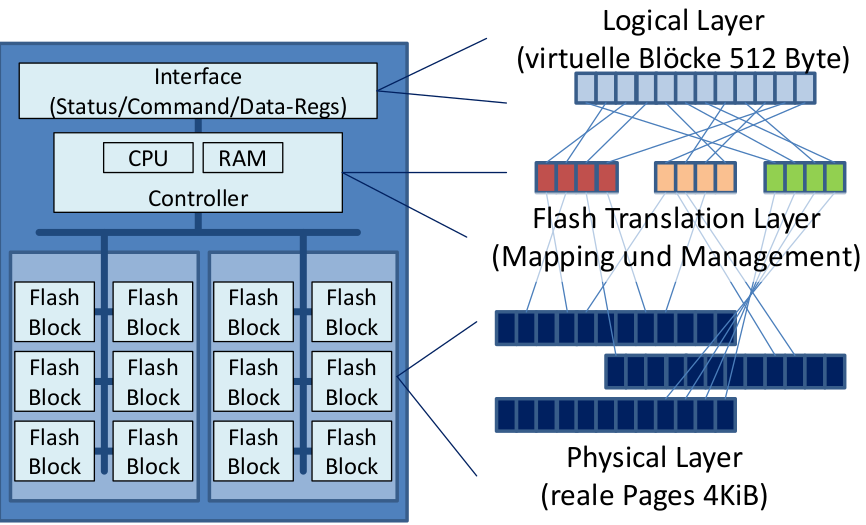 Logical Layer
(virtuelle Blöcke 512 Byte)
Interface
(Status/Command/Data-Regs)
CPU
RAM
Controller
Flash Translation Layer
(Mapping und Management)
Flash
Block
Flash
Block
Flash
Block
Flash
Block
Flash
Block
Flash
Block
Flash
Block
Flash
Block
Flash
Block
Flash
Block
Flash
Block
Flash
Block
Physical Layer
(reale Pages 4KiB)